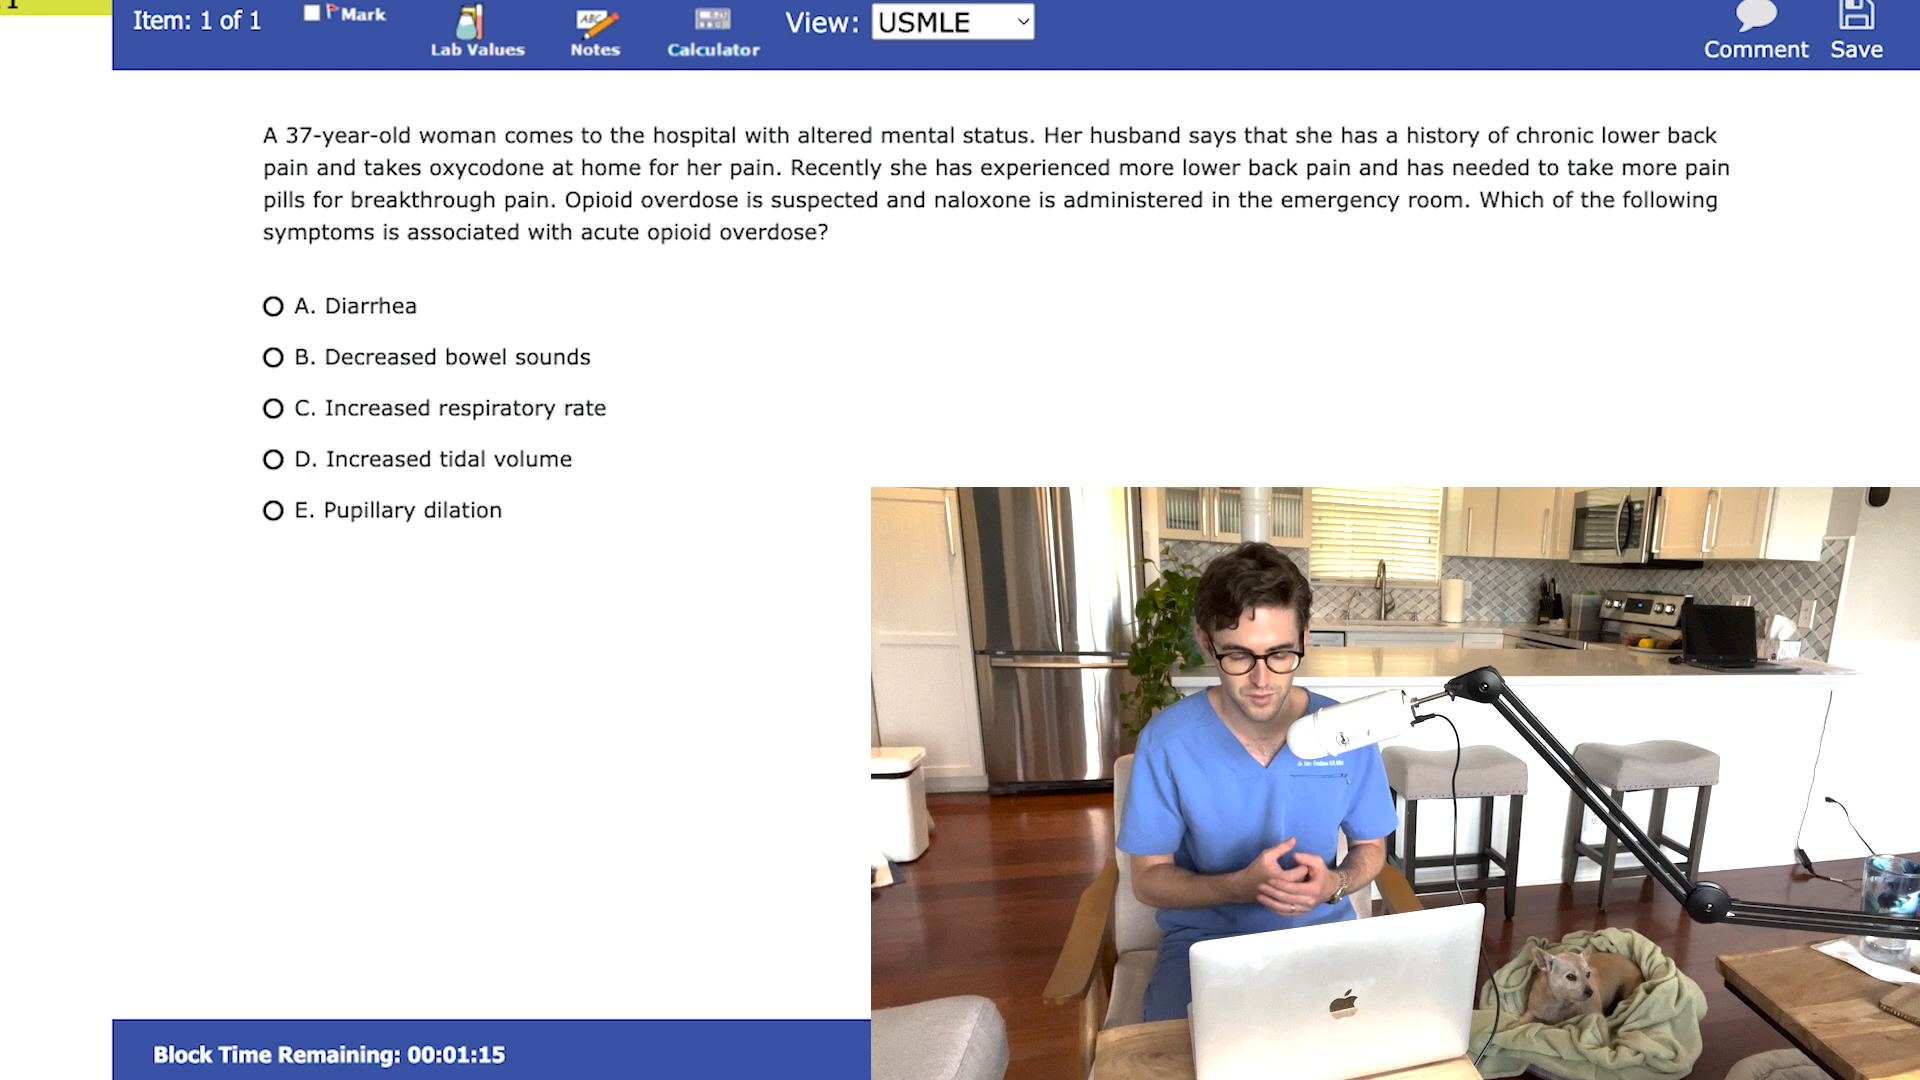 Item: 1 of 1
Mark
Lab Values
Notes
Calculator
View:
USMLE
Comment
Save
A 37-year-old woman comes to the hospital with altered mental status. Her husband says that she has a history of chronic lower back
pain and takes oxycodone at home for her pain. Recently she has experienced more lower back pain and has needed to take more pain
pills for breakthrough pain. Opioid overdose is suspected and naloxone is administered in the emergency room. Which of the following
symptoms is associated with acute opioid overdose?
A. Diarrhea
B. Decreased bowel sounds
C. Increased respiratory rate
D. Increased tidal volume
E. Pupillary dilation
Block Time Remaining: 00:01:15